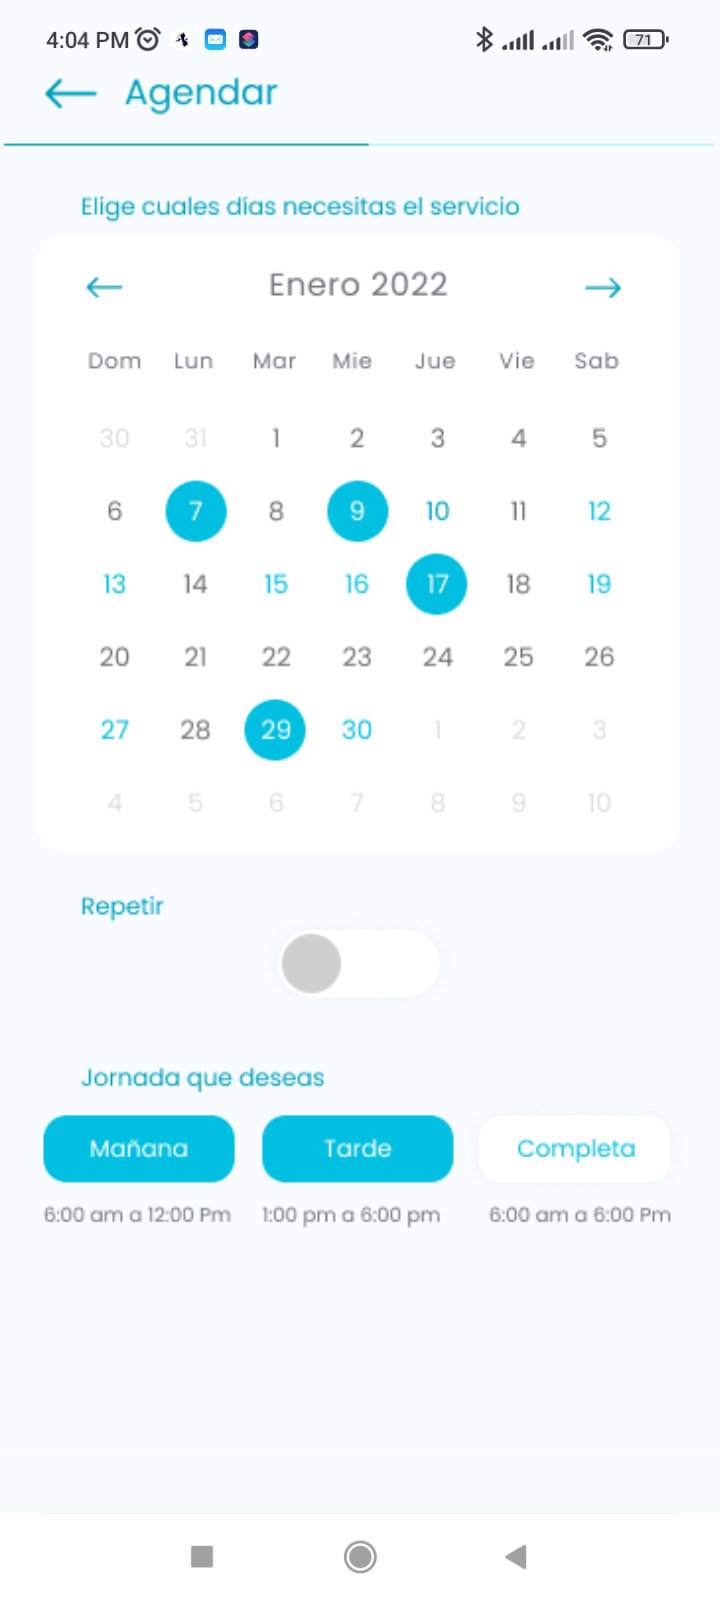 4:04 PM 71
Agendar
Elige cuales días necesitas el servicio
Enero 2022
Dom Lun Mar Mie Jue Vie Sab
30 31 1 2 3 4 5
6 7 8 9 10 11 12
13 14 15 16 17 18 19
20 21 22 23 24 25 26
27 28 29 30 1 2 3
4 5 6 7 8 9 10
Repetir
Jornada que deseas
Mañana Tarde Completa
6:00 am a 12:00 Pm 1:00 pm a 6:00 pm 6:00 am a 6:00 Pm